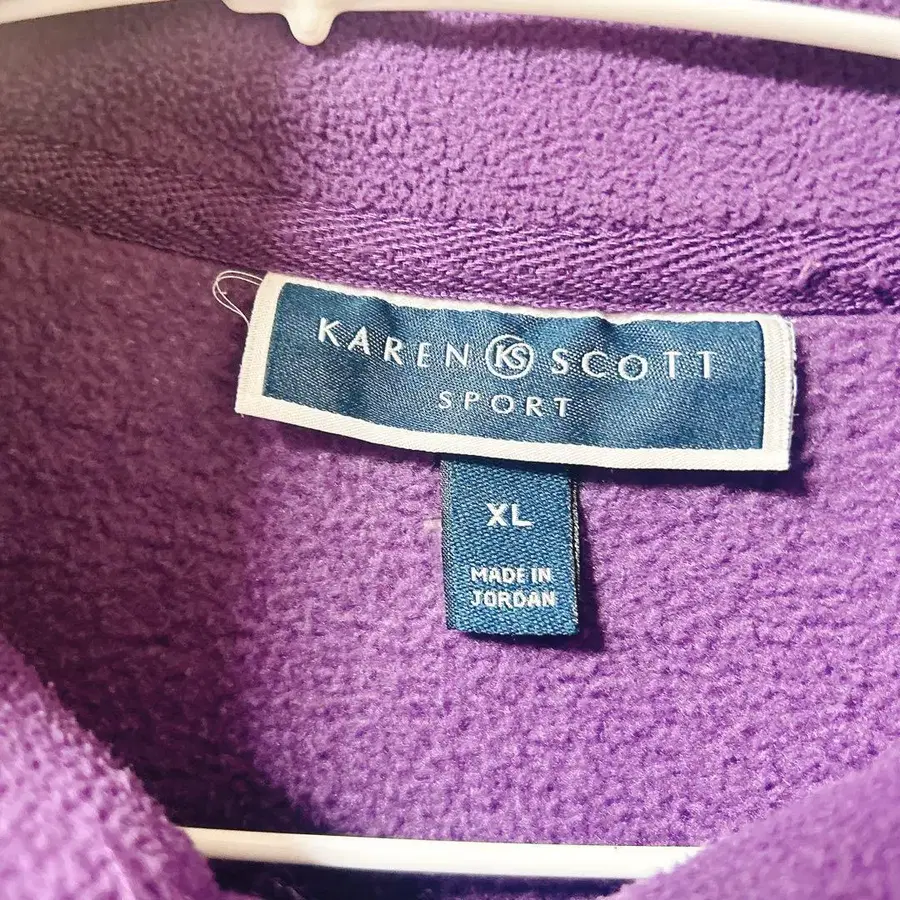 KAREN KS SCOTT
SPORT
XL
MADE IN
JORDAN